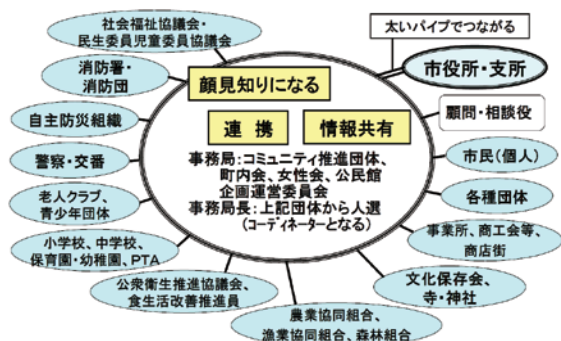 社会福祉協議会・
民生委員児童委員協議会
太いパイプでつながる
消防署・
消防団
顔見知りになる
市役所・支所
自主防災組織
連携
情報共有
顧問・相談役
警察・交番
事務局：コミュニティ推進団体、
町内会、女性会、公民館
企画運営委員会
事務局長：上記団体から人選
（コーディネーターとなる）
市民（個人）
老人クラブ、
青少年団体
各種団体
小学校、中学校、
保育園・幼稚園、PTA
事業所、商工会等、
商店街
公衆衛生推進協議会、
食生活改善推進員
文化保存会、
寺・神社
農業協同組合、
漁業協同組合、森林組合